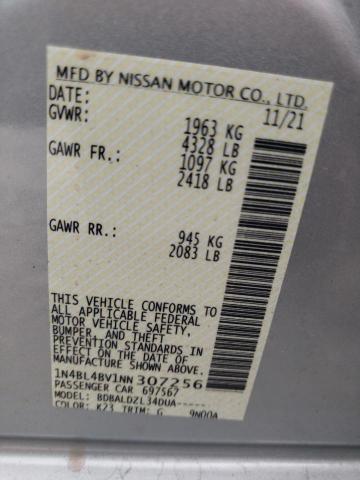 MFD BY NISSAN MOTOR CO., LTD.
DATE: 11/21
GVWR: 1963 KG
4328 LB
GAWR FR.: 1097 KG
2418 LB
GAWR RR.: 945 KG
2083 LB
THIS VEHICLE CONFORMS TO
ALL APPLICABLE FEDERAL
MOTOR VEHICLE SAFETY,
BUMPER, AND THEFT
PREVENTION STANDARDS
IN EFFECT ON THE DATE OF
MANUFACTURE SHOWN ABOVE.
1N4BL4BV1NN307256
PASSENGER CAR 697567
MODEL: BDBALDZL34DUA-----
COLOR: K23 TRIM: G 9N00A